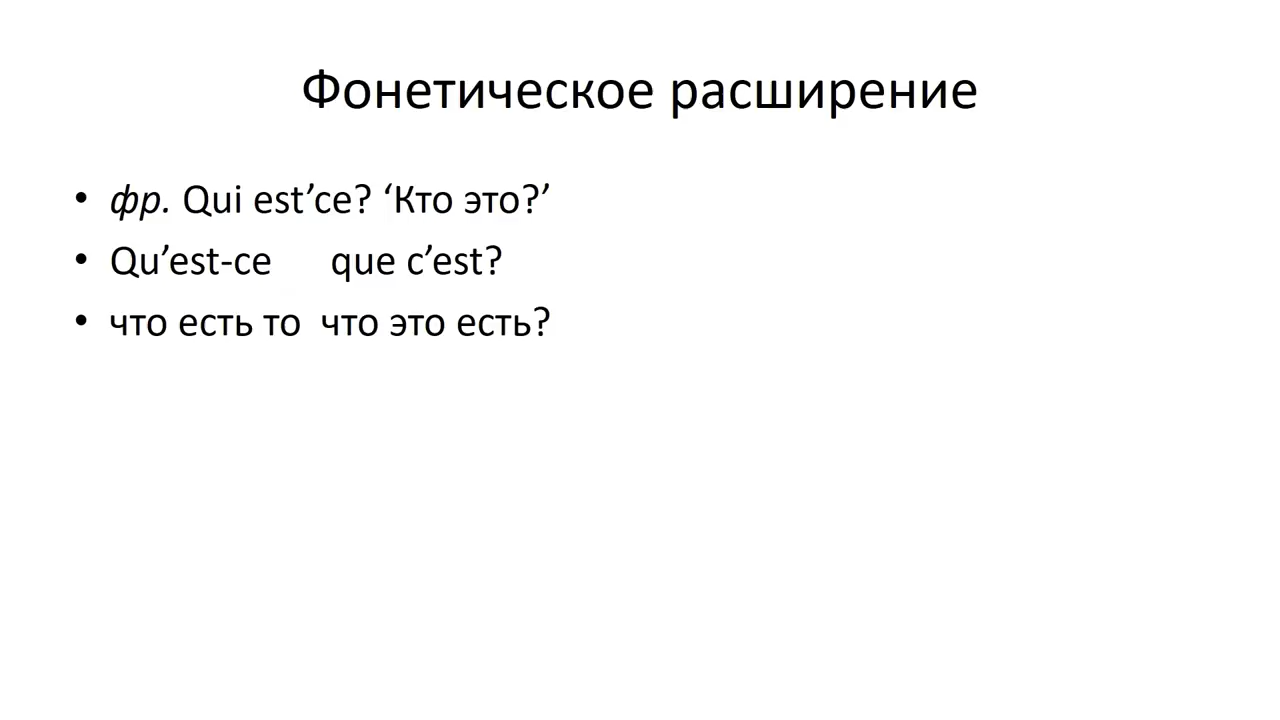 Фонетическое расширение
• фр. Qui est’ce? ‘Кто это?’
• Qu’est-ce que c’est?
• что есть то что это есть?